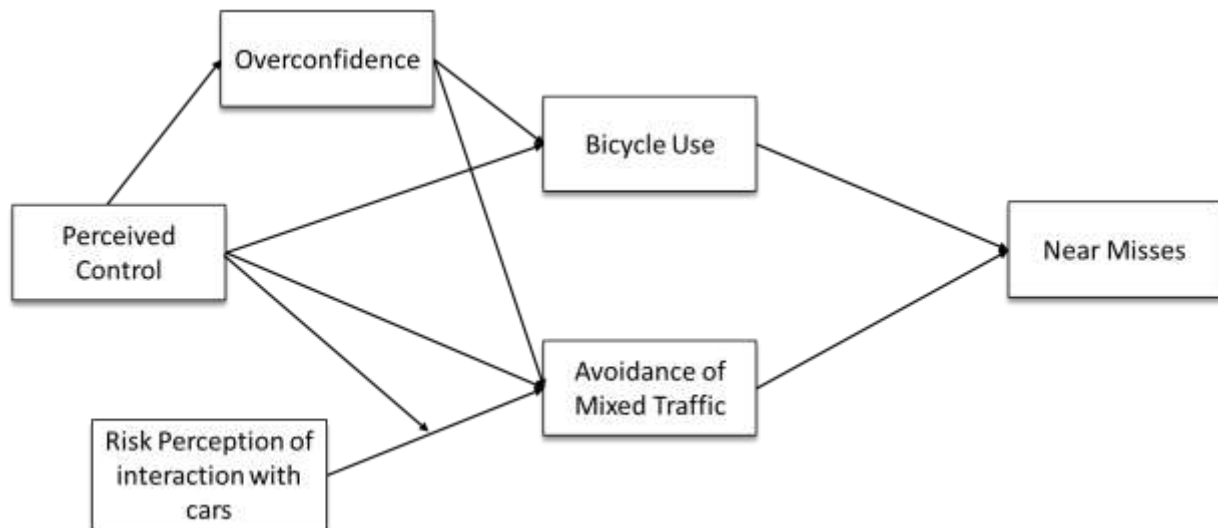 Overconfidence
Bicycle Use
Perceived
Control
Near Misses
Avoidance of
Mixed Traffic
Risk Perception of
interaction with
cars